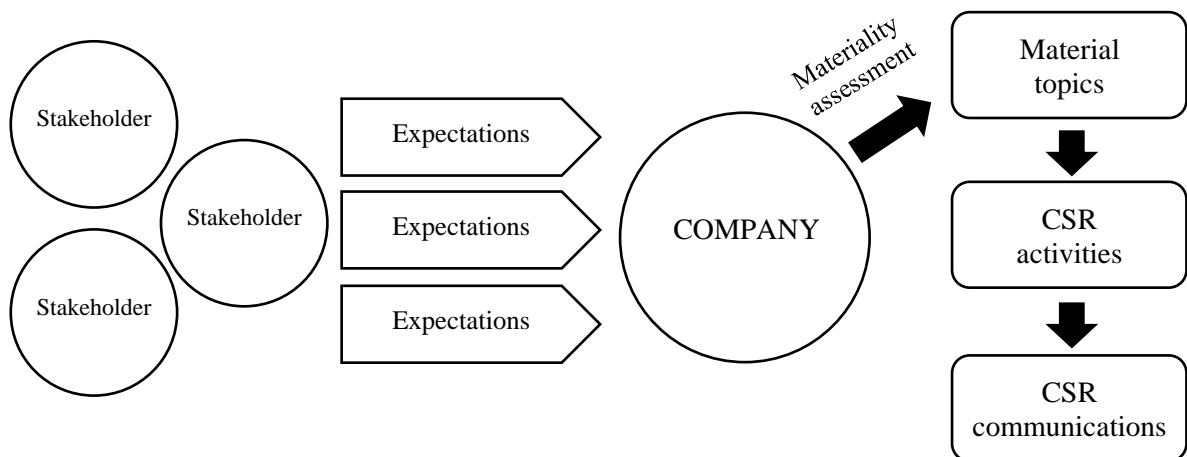 Stakeholder
Stakeholder
Stakeholder
Expectations
Expectations
Expectations
COMPANY
Materiality
assessment
Material
topics
CSR
activities
CSR
communications